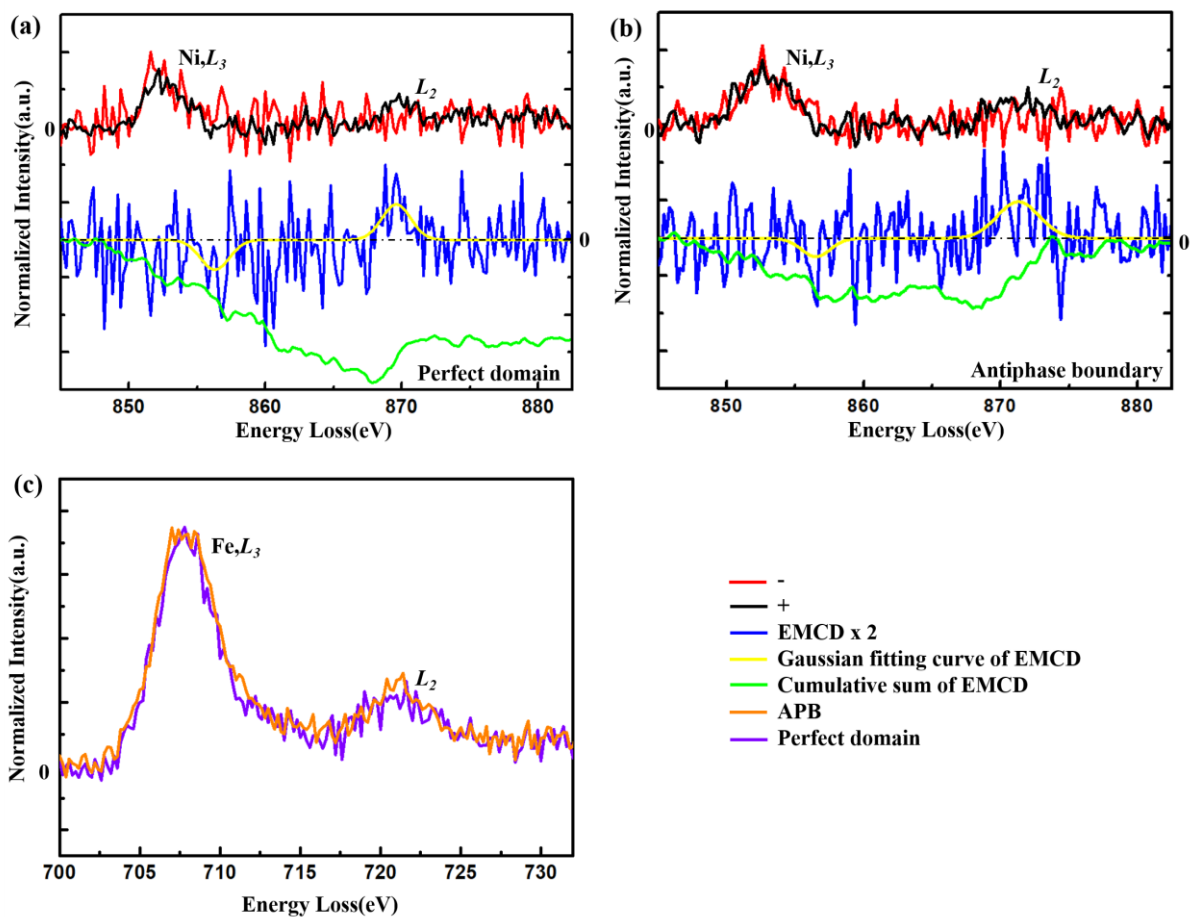 (a)
Normalized Intensity(a.u.)
Ni,L3
L2
0
0
Perfect domain
850 860 870 880
Energy Loss(eV)
(b)
Normalized Intensity(a.u.)
Ni,L3
L2
0
0
Antiphase boundary
850 860 870 880
Energy Loss(eV)
(c)
Normalized Intensity(a.u.)
Fe,L3
L2
0
700 705 710 715 720 725 730
Energy Loss(eV)
-
+
EMCD x 2
Gaussian fitting curve of EMCD
Cumulative sum of EMCD
APB
Perfect domain